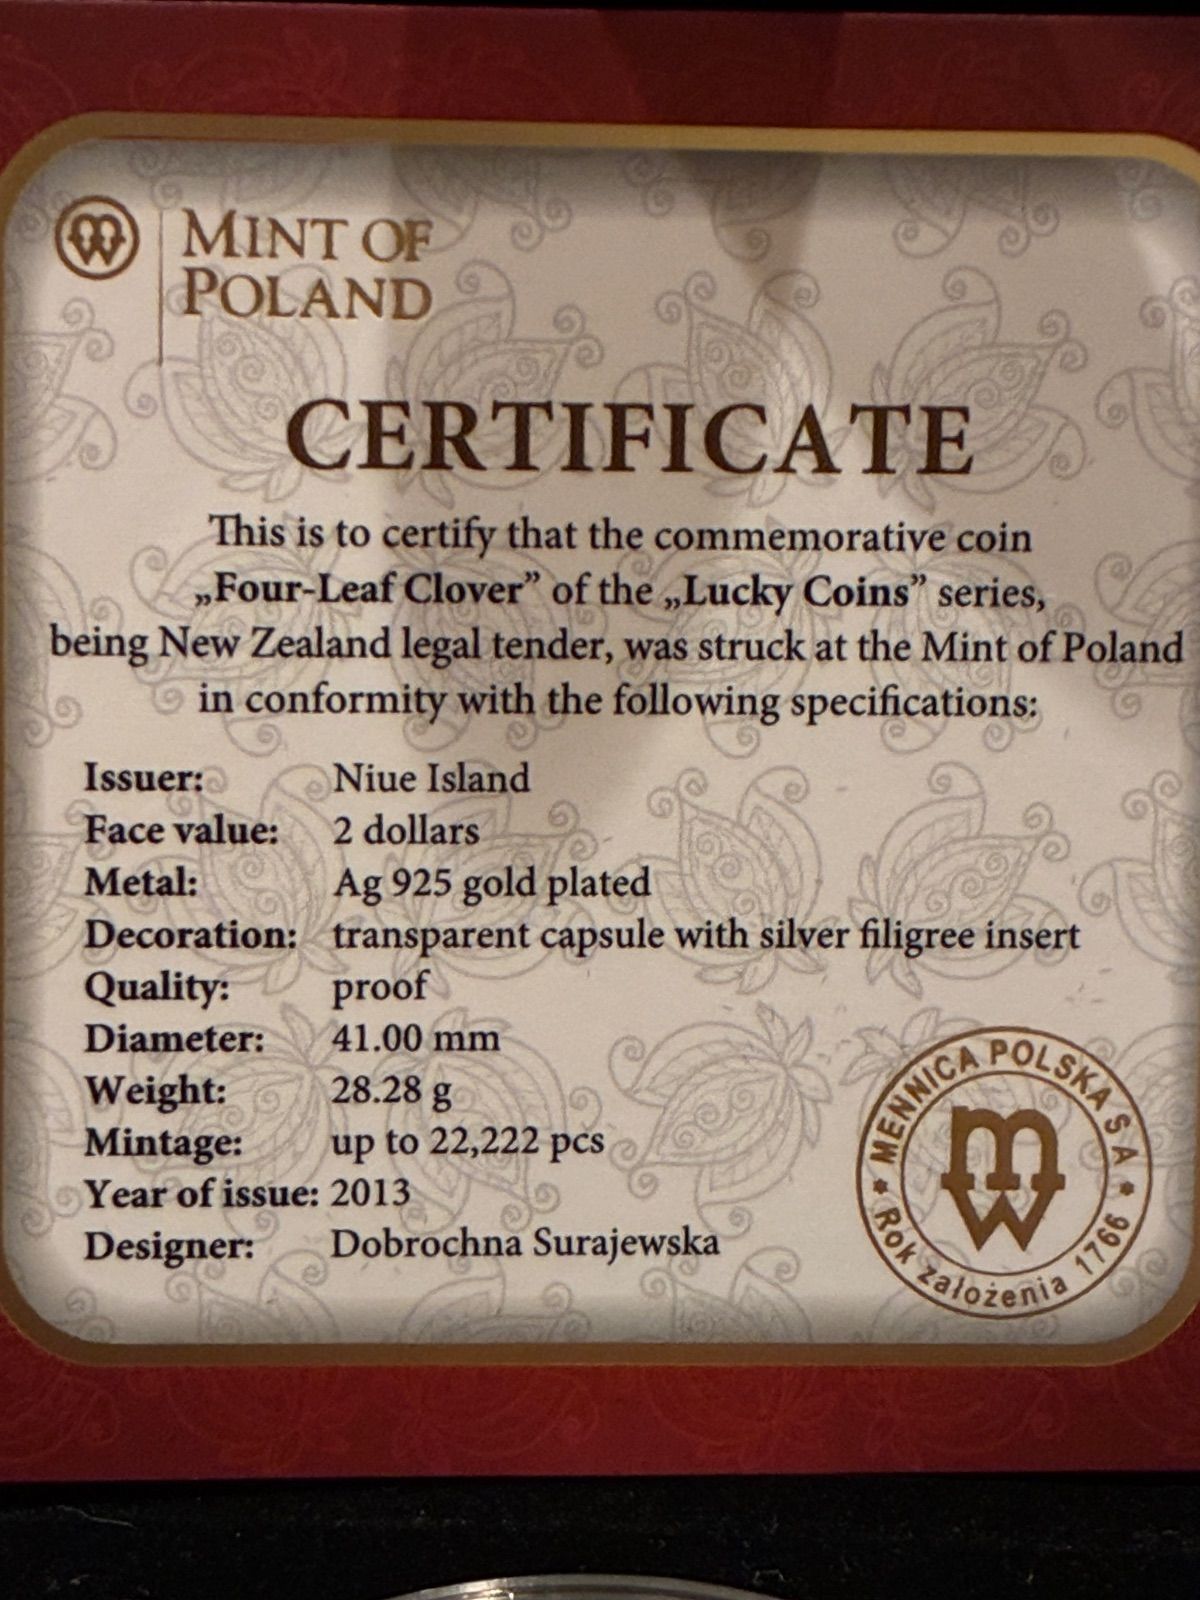 MINT OF
POLAND
CERTIFICATE
This is to certify that the commemorative coin
„Four-Leaf Clover” of the „Lucky Coins” series,
being New Zealand legal tender, was struck at the Mint of Poland
in conformity with the following specifications:
Issuer: Niue Island
Face value: 2 dollars
Metal: Ag 925 gold plated
Decoration: transparent capsule with silver filigree insert
Quality: proof
Diameter: 41.00 mm
Weight: 28.28 g
Mintage: up to 22,222 pcs
Year of issue: 2013
Designer: Dobrochna Surajewska
MENNICA POLSKA SA
mw
Rok założenia 1766